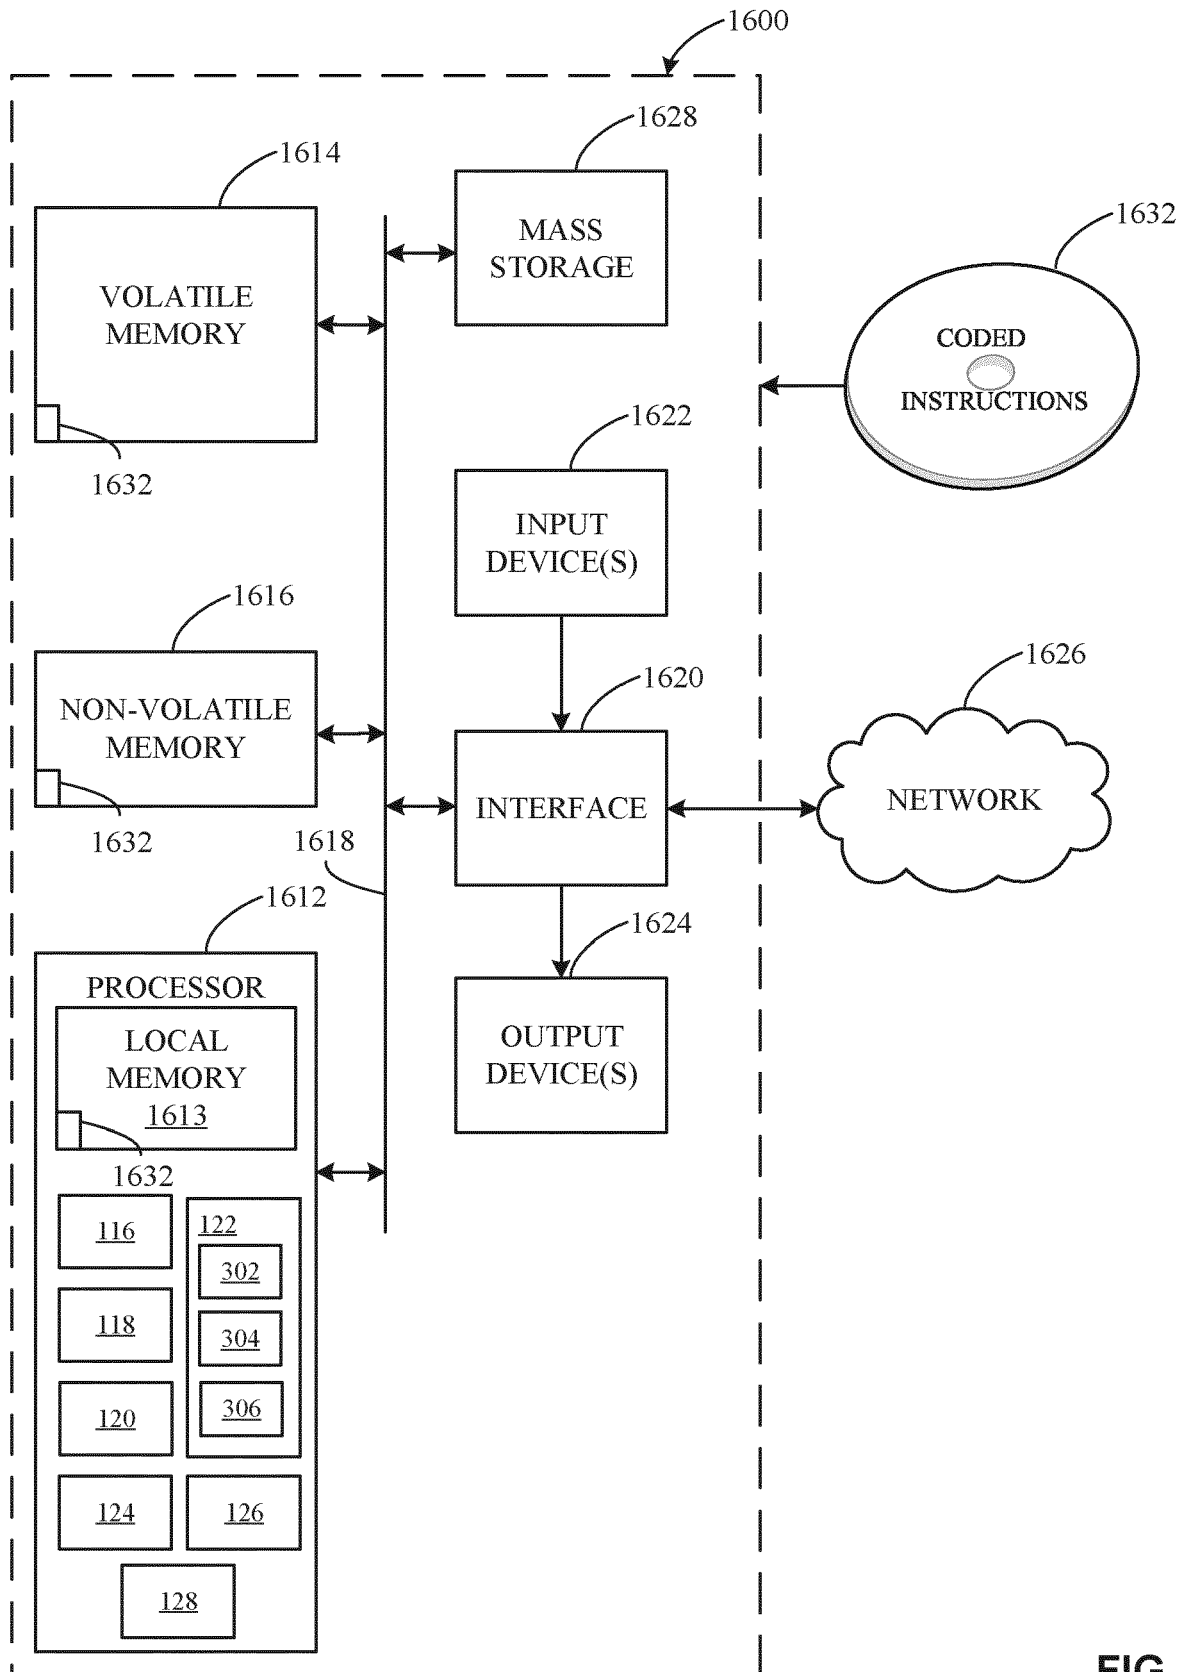 1600
1628
1614
MASS
STORAGE
1632
VOLATILE
MEMORY
CODED
INSTRUCTIONS
1622
1632
INPUT
DEVICE(S)
1616
1626
1620
NON-VOLATILE
MEMORY
NETWORK
INTERFACE
1632
1618
1612
1624
PROCESSOR
LOCAL
MEMORY
1613
OUTPUT
DEVICE(S)
1632
116
122
302
118
304
120
306
124
126
128
FIG